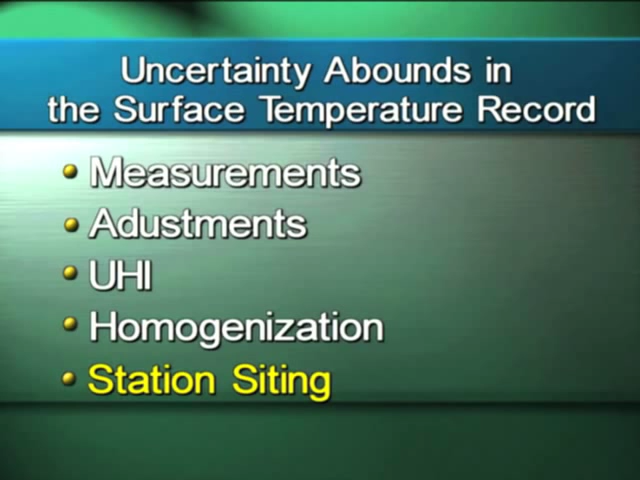 Uncertainty Abounds in
the Surface Temperature Record
Measurements
Adustments
UHI
Homogenization
Station Siting